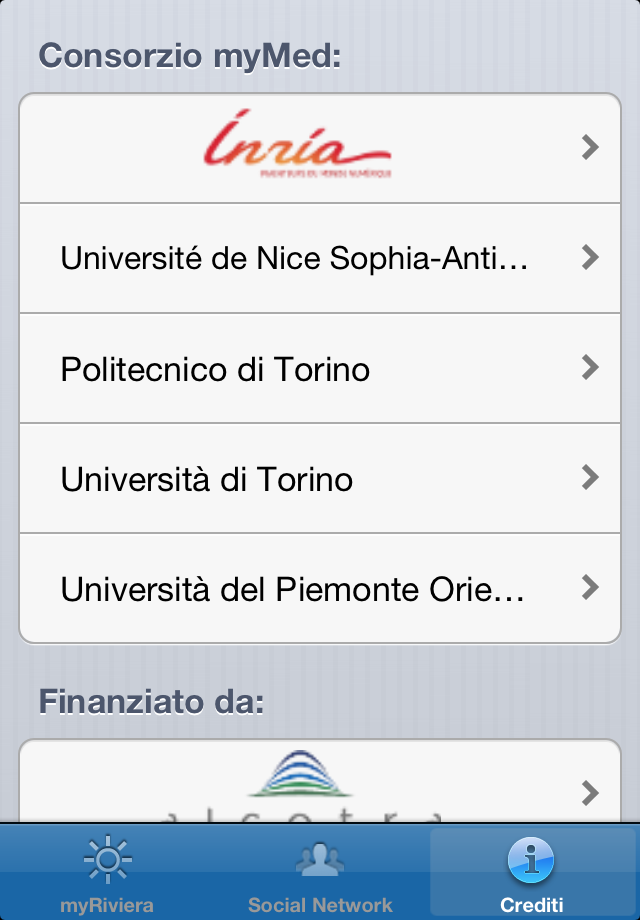 Consorzio myMed:
Inria
INVENTEURS DU MONDE NUMÉRIQUE
Université de Nice Sophia-Anti...
Politecnico di Torino
Università di Torino
Università del Piemonte Orie...
Finanziato da:
alcotra
myRiviera
Social Network
Crediti